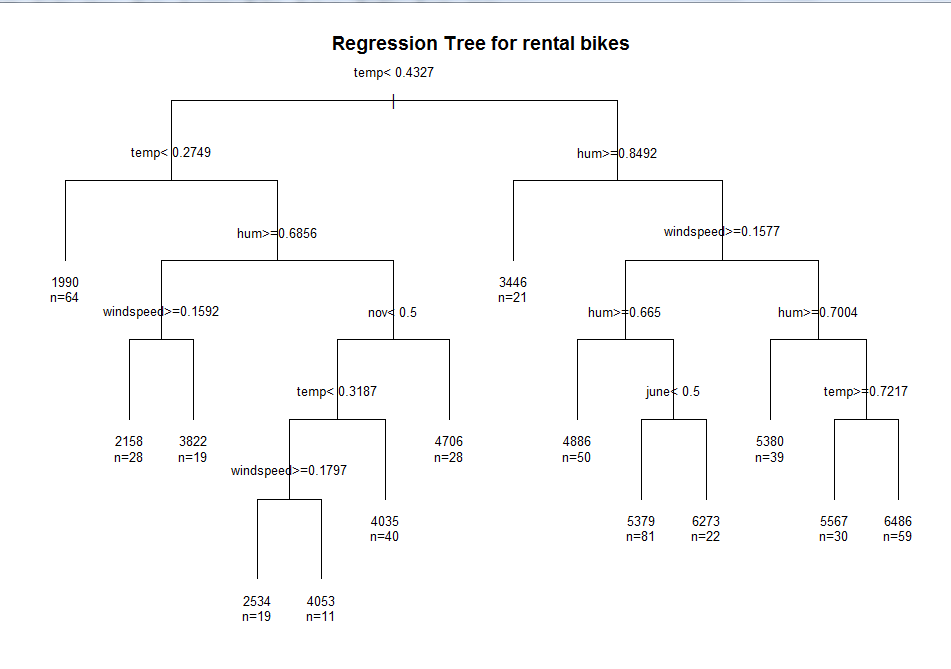 Regression Tree for rental bikes
temp< 0.4327
temp< 0.2749
hum>=0.8492
hum>=0.6856
windspeed>=0.1577
1990
n=64
3446
n=21
windspeed>=0.1592
nov< 0.5
hum>=0.665
hum>=0.7004
temp< 0.3187
june< 0.5
temp>=0.7217
2158
n=28
3822
n=19
4706
n=28
4886
n=50
5380
n=39
windspeed>=0.1797
4035
n=40
5379
n=81
6273
n=22
5567
n=30
6486
n=59
2534
n=19
4053
n=11